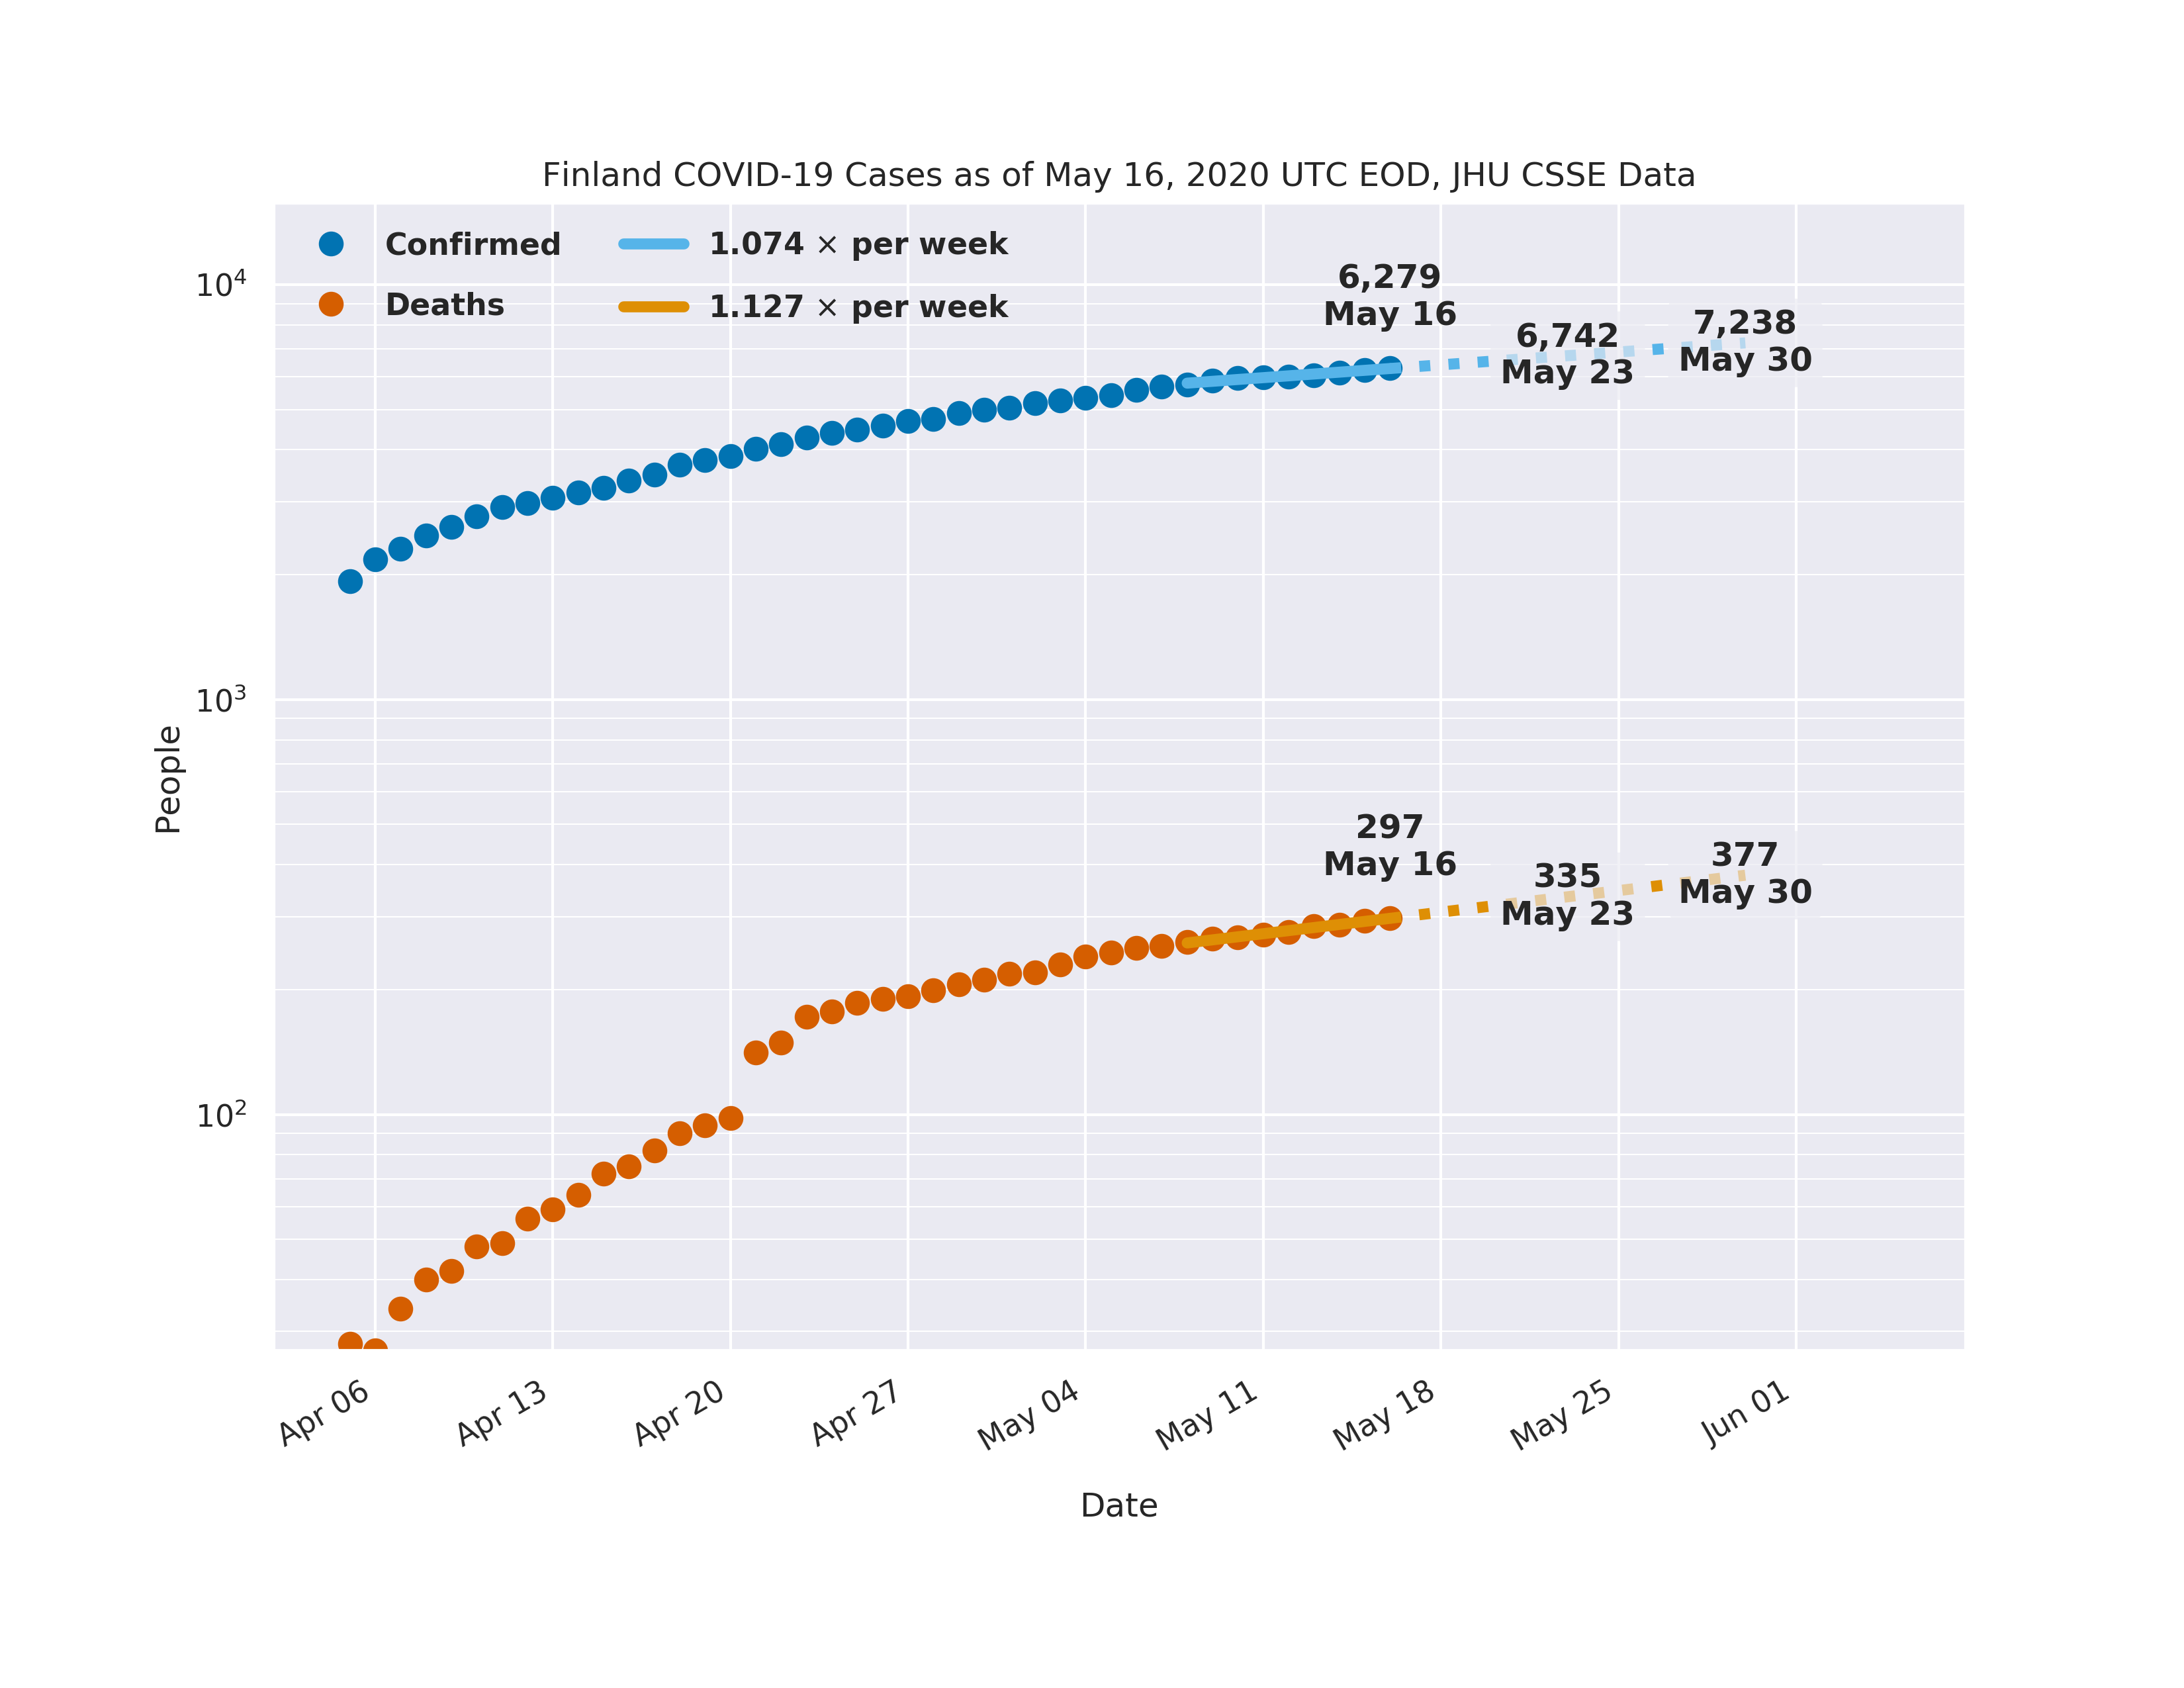 Finland COVID-19 Cases as of May 16, 2020 UTC EOD, JHU CSSE Data
Confirmed
Deaths
1.074 × per week
1.127 × per week
6,279
May 16
6,742
May 23
7,238
May 30
297
May 16
335
May 23
377
May 30
10⁴
10³
10²
People
Apr 06
Apr 13
Apr 20
Apr 27
May 04
May 11
May 18
May 25
Jun 01
Date